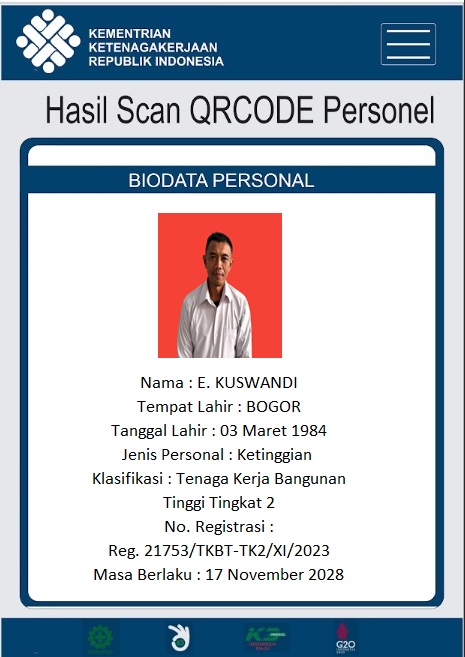 KEMENTRIAN
KETENAGAKERJAAN
REPUBLIK INDONESIA
Hasil Scan QRCODE Personel
BIODATA PERSONAL
Nama : E. KUSWANDI
Tempat Lahir : BOGOR
Tanggal Lahir : 03 Maret 1984
Jenis Personal : Ketinggian
Klasifikasi : Tenaga Kerja Bangunan
Tinggi Tingkat 2
No. Registrasi :
Reg. 21753/TKBT-TK2/XI/2023
Masa Berlaku : 17 November 2028
G20